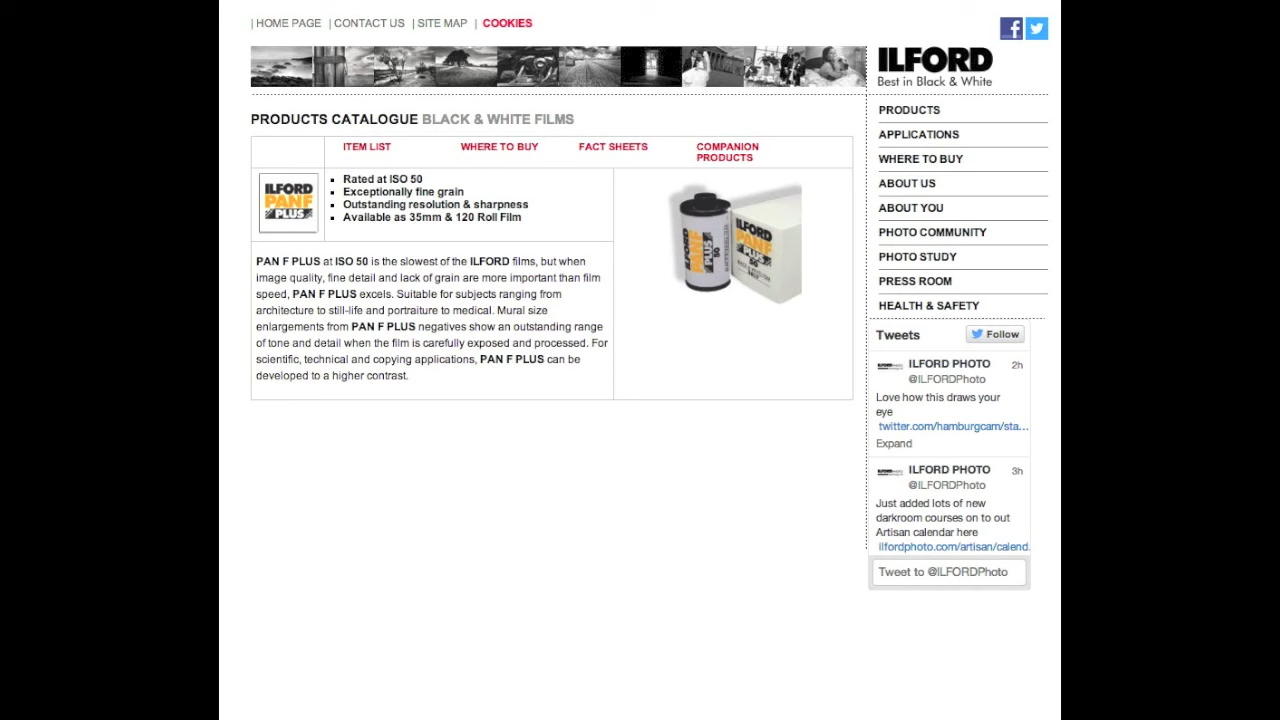 | HOME PAGE | CONTACT US | SITE MAP | COOKIES
ILFORD
Best in Black & White
PRODUCTS CATALOGUE BLACK & WHITE FILMS
ITEM LIST
WHERE TO BUY
FACT SHEETS
COMPANION
PRODUCTS
ILFORD
PANF
PLUS
Rated at ISO 50
Exceptionally fine grain
Outstanding resolution & sharpness
Available as 35mm & 120 Roll Film
PAN F PLUS at ISO 50 is the slowest of the ILFORD films, but when
image quality, fine detail and lack of grain are more important than film
speed, PAN F PLUS excels. Suitable for subjects ranging from
architecture to still-life and portraiture to medical. Mural size
enlargements from PAN F PLUS negatives show an outstanding range
of tone and detail when the film is carefully exposed and processed. For
scientific, technical and copying applications, PAN F PLUS can be
developed to a higher contrast.
ILFORD
PANF
PLUS
50
ILFORD
PANF
PLUS
50
PRODUCTS
APPLICATIONS
WHERE TO BUY
ABOUT US
ABOUT YOU
PHOTO COMMUNITY
PHOTO STUDY
PRESS ROOM
HEALTH & SAFETY
Tweets
Follow
ILFORD PHOTO 2h
@ILFORDPhoto
Love how this draws your
eye
twitter.com/hamburgcam/sta...
Expand
ILFORD PHOTO 3h
@ILFORDPhoto
Just added lots of new
darkroom courses on to out
Artisan calendar here
ilfordphoto.com/artisan/calend.
Tweet to @ILFORDPhoto